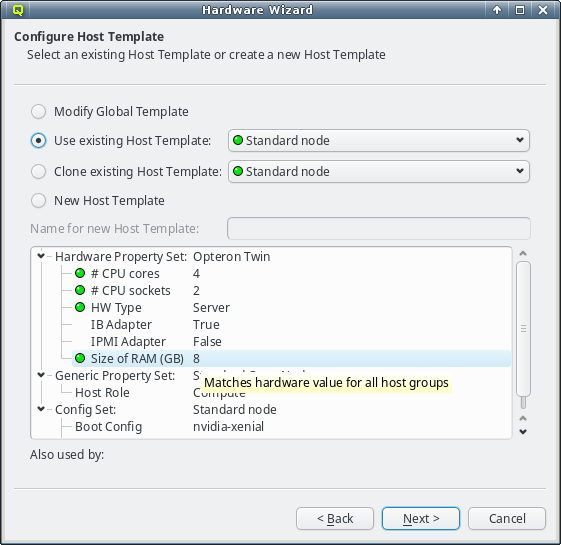 Hardware Wizard
Configure Host Template
Select an existing Host Template or create a new Host Template
Modify Global Template
Use existing Host Template: Standard node
Clone existing Host Template: Standard node
New Host Template
Name for new Host Template:
Hardware Property Set: Opteron Twin
# CPU cores 4
# CPU sockets 2
HW Type Server
IB Adapter True
IPMI Adapter False
Size of RAM (GB) 8
Generic Property Set:
Matches hardware value for all host groups
Host Role Compute
Config Set: Standard node
Boot Config nvidia-xenial
Also used by:
< Back Next > Cancel